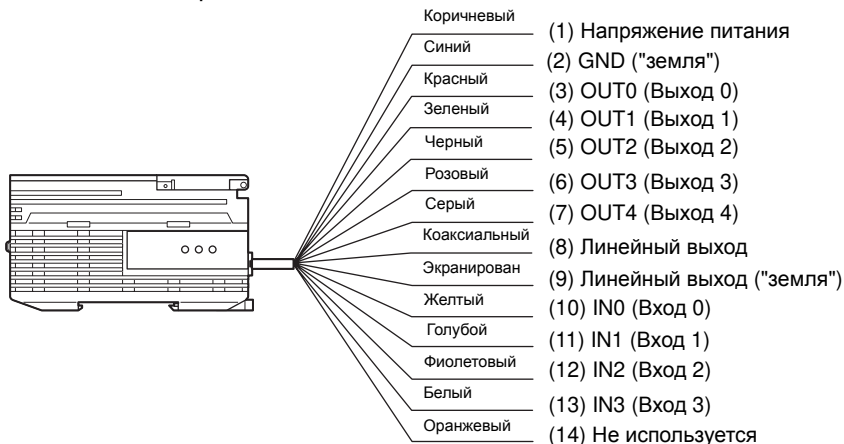 Коричневый (1) Напряжение питания
Синий (2) GND ("земля")
Красный (3) OUT0 (Выход 0)
Зеленый (4) OUT1 (Выход 1)
Черный (5) OUT2 (Выход 2)
Розовый (6) OUT3 (Выход 3)
Серый (7) OUT4 (Выход 4)
Коаксиальный (8) Линейный выход
Экранирован (9) Линейный выход ("земля")
Желтый (10) IN0 (Вход 0)
Голубой (11) IN1 (Вход 1)
Фиолетовый (12) IN2 (Вход 2)
Белый (13) IN3 (Вход 3)
Оранжевый (14) Не используется